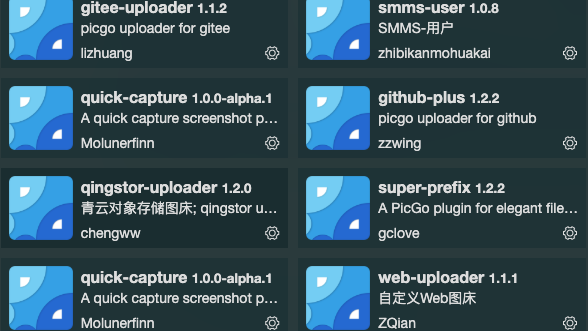 gitee-uploader 1.1.2
picgo uploader for gitee
lizhuang
smms-user 1.0.8
SMMS-用户
zhibikanmohuakai
quick-capture 1.0.0-alpha.1
A quick capture screenshot p...
Molunerfinn
github-plus 1.2.2
picgo uploader for github
zzwing
qingstor-uploader 1.2.0
青云对象存储图床; qingstor u...
chengww
super-prefix 1.2.2
A PicGo plugin for elegant file...
gclove
quick-capture 1.0.0-alpha.1
A quick capture screenshot p...
Molunerfinn
web-uploader 1.1.1
自定义Web图床
ZQian